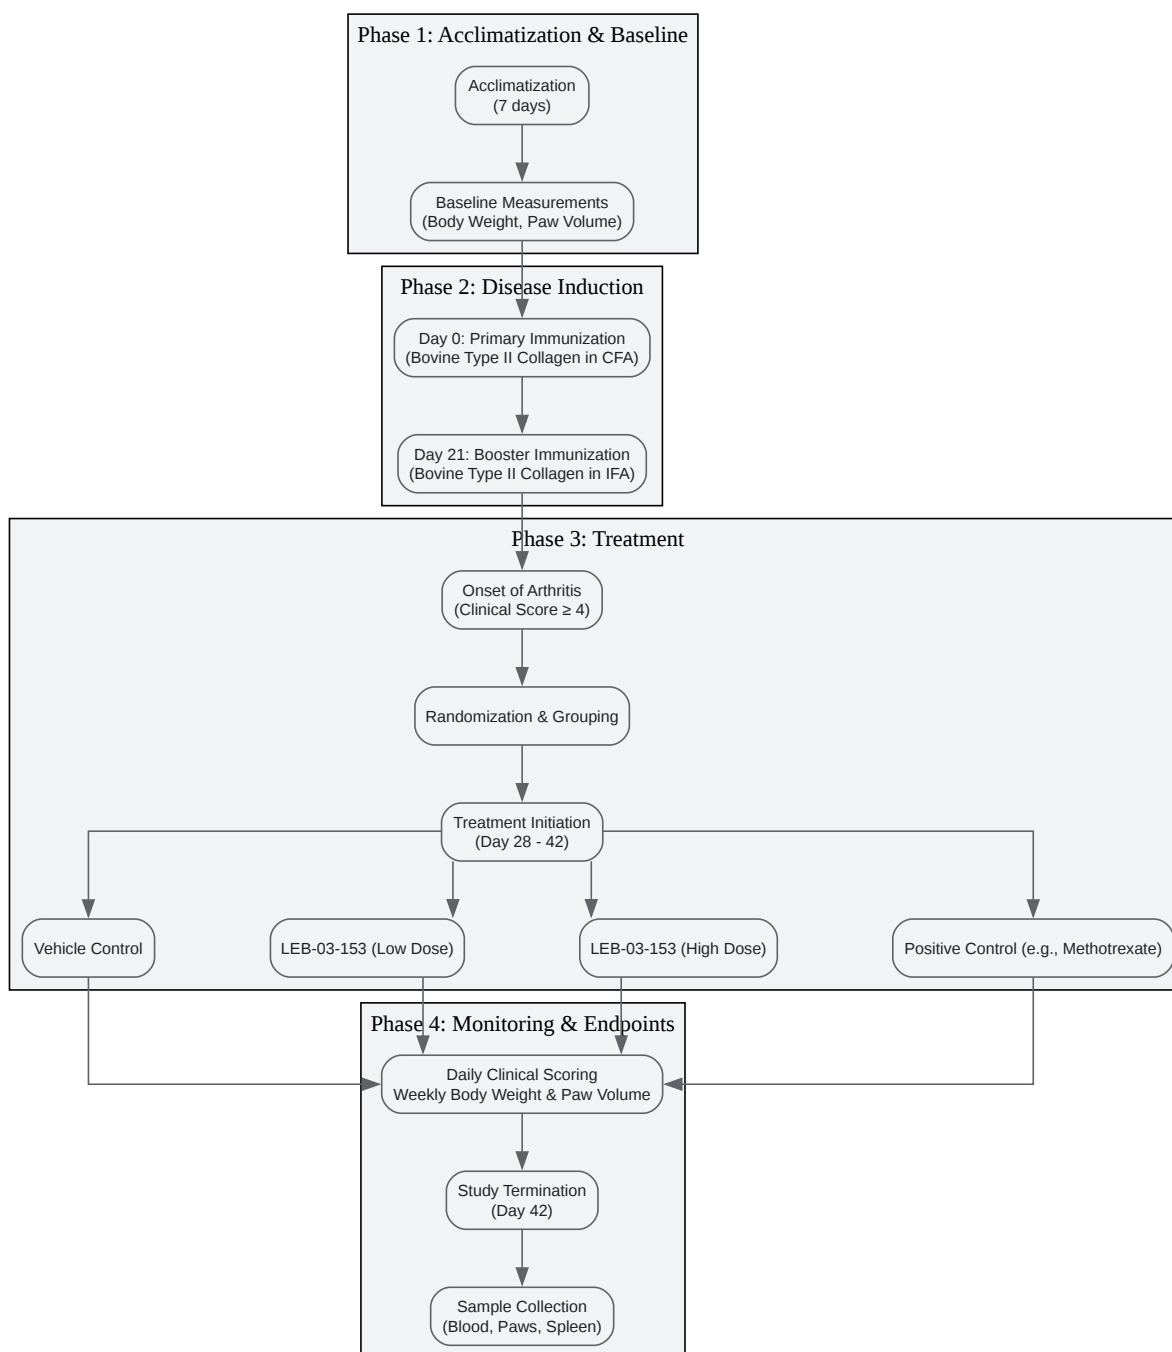 Phase 1: Acclimatization & Baseline
Acclimatization
(7 days)
Baseline Measurements
(Body Weight, Paw Volume)
Phase 2: Disease Induction
Day 0: Primary Immunization
(Bovine Type II Collagen in CFA)
Day 21: Booster Immunization
(Bovine Type II Collagen in IFA)
Phase 3: Treatment
Onset of Arthritis
(Clinical Score ≥ 4)
Randomization & Grouping
Treatment Initiation
(Day 28 - 42)
Vehicle Control
LEB-03-153 (Low Dose)
LEB-03-153 (High Dose)
Positive Control (e.g., Methotrexate)
Phase 4: Monitoring & Endpoints
Daily Clinical Scoring
Weekly Body Weight & Paw Volume
Study Termination
(Day 42)
Sample Collection
(Blood, Paws, Spleen)